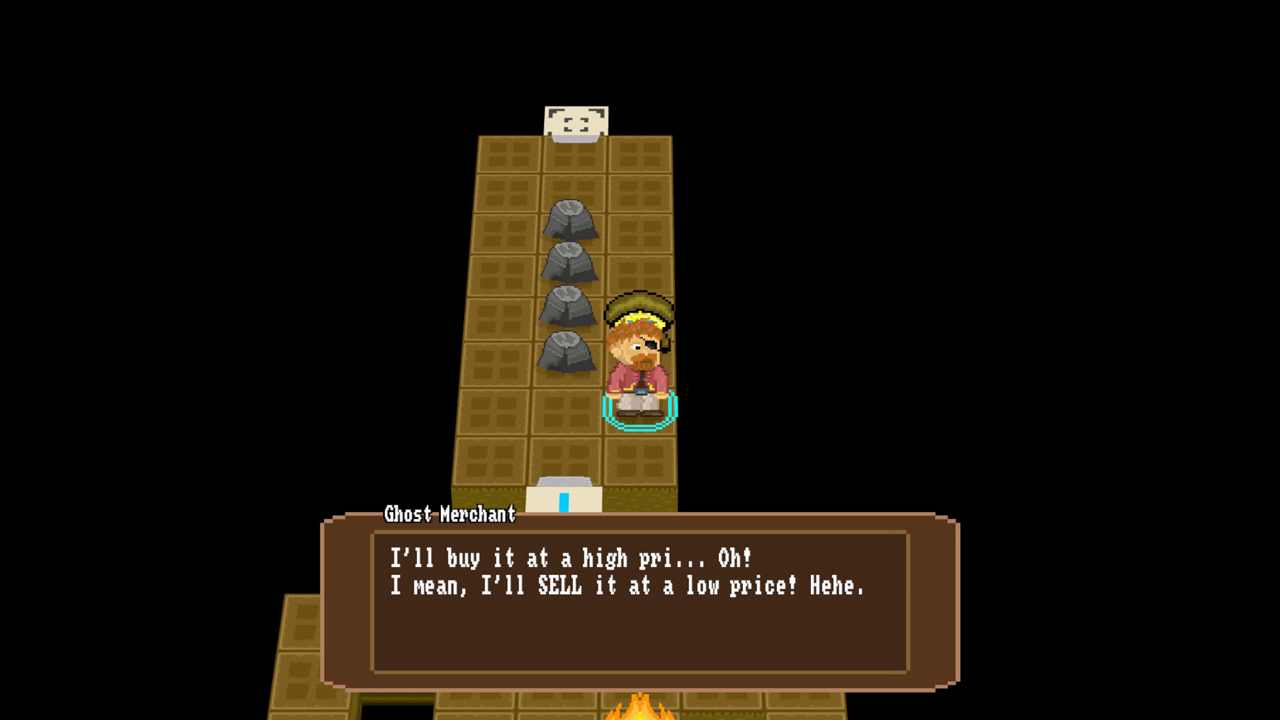 Ghost Merchant
I'll buy it at a high pri... Oh!
I mean, I'll SELL it at a low price! Hehe.